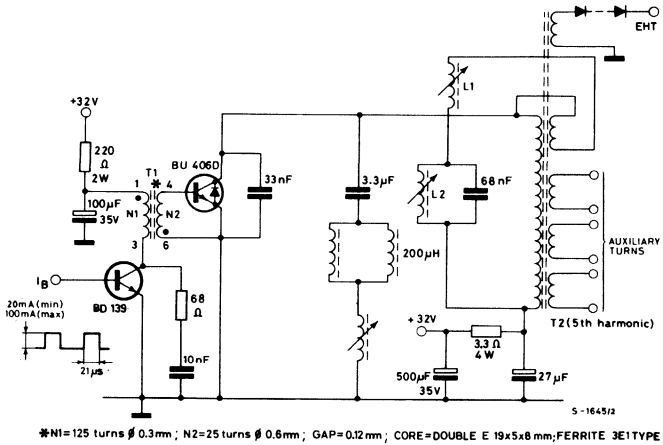 EHT
L1
+32V
220
Ω
2W
T1
BU 406D
1
*
4
N1
N2
3
6
100µF
35V
33nF
3.3µF
L2
68nF
200µH
AUXILIARY
TURNS
IB
20mA(min)
100mA(max)
BD 139
68
Ω
21µs
10nF
T2(5th harmonic)
+32V
3.3Ω
4W
500µF
35V
27µF
S-1645/2
*N1=125 turns Ø 0.3mm; N2=25 turns Ø 0.6mm; GAP=0.12mm; CORE=DOUBLE E 19x5x8mm;FERRITE 3E1TYPE